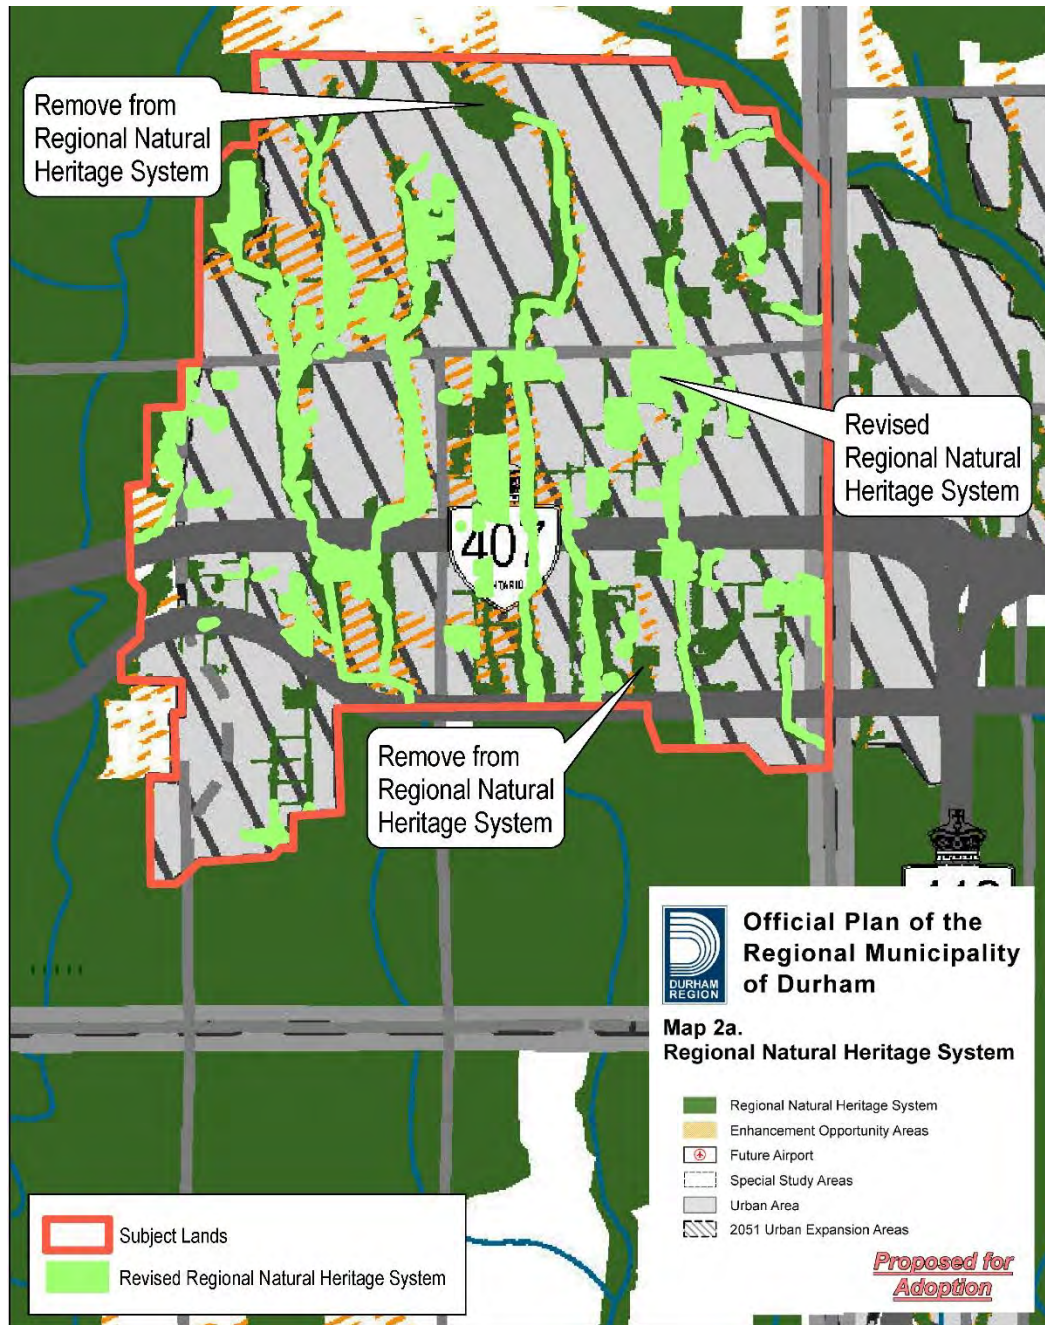 Remove from
Regional Natural
Heritage System
Revised
Regional Natural
Heritage System
407
ONTARIO
Remove from
Regional Natural
Heritage System
DURHAM
REGION
Official Plan of the
Regional Municipality
of Durham
Map 2a.
Regional Natural Heritage System
Regional Natural Heritage System
Enhancement Opportunity Areas
Future Airport
Special Study Areas
Urban Area
2051 Urban Expansion Areas
Proposed for
Adoption
Subject Lands
Revised Regional Natural Heritage System